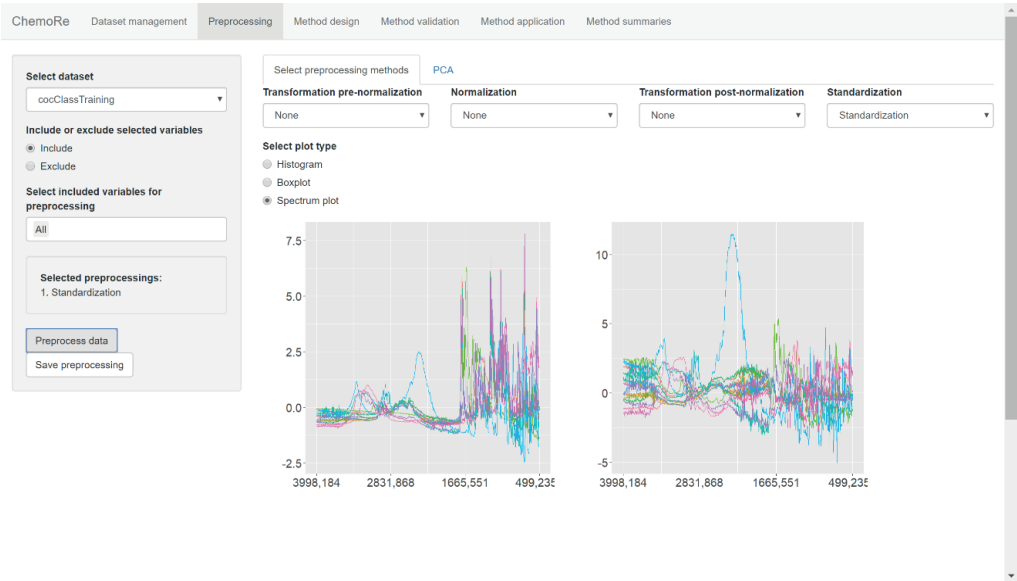 ChemoRe Dataset management Preprocessing Method design Method validation Method application Method summaries
Select dataset
cocClassTraining
Include or exclude selected variables
Include
Exclude
Select included variables for
preprocessing
All
Selected preprocessings:
1. Standardization
Preprocess data
Save preprocessing
Select preprocessing methods PCA
Transformation pre-normalization Normalization Transformation post-normalization Standardization
None None None Standardization
Select plot type
Histogram
Boxplot
Spectrum plot
7.5
5.0
2.5
0.0
-2.5
3998,184 2831,868 1665,551 499,235
10
5
0
-5
3998,184 2831,868 1665,551 499,235